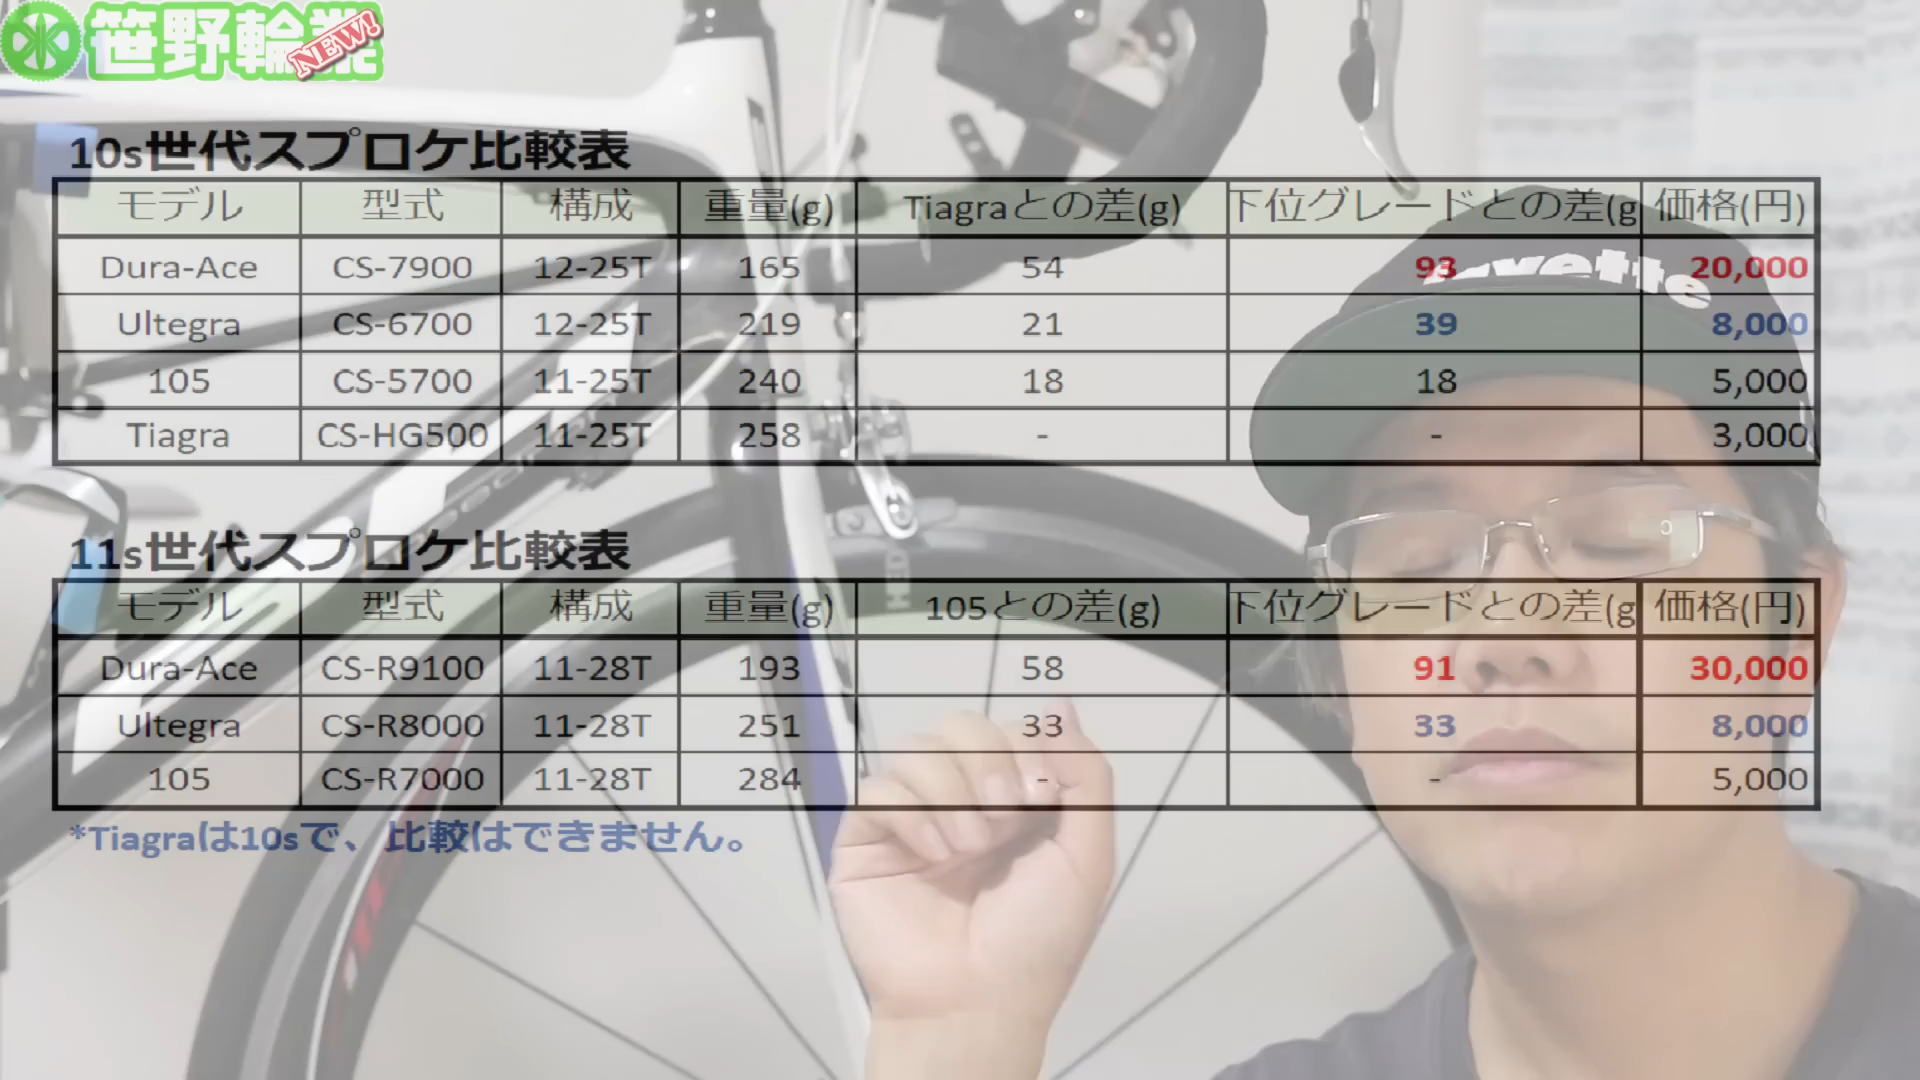 笹野輪業
NEW!
10s世代スプロケ比較表
モデル 型式 構成 重量(g) Tiagraとの差(g) 下位グレードとの差(g 価格(円)
Dura-Ace CS-7900 12-25T 165 54 93 20,000
Ultegra CS-6700 12-25T 219 21 39 8,000
105 CS-5700 11-25T 240 18 18 5,000
Tiagra CS-HG500 11-25T 258 - - 3,000
11s世代スプロケ比較表
モデル 型式 構成 重量(g) 105との差(g) 下位グレードとの差(g 価格(円)
Dura-Ace CS-R9100 11-28T 193 58 91 30,000
Ultegra CS-R8000 11-28T 251 33 33 8,000
105 CS-R7000 11-28T 284 - - 5,000
*Tiagraは10sで、比較はできません。